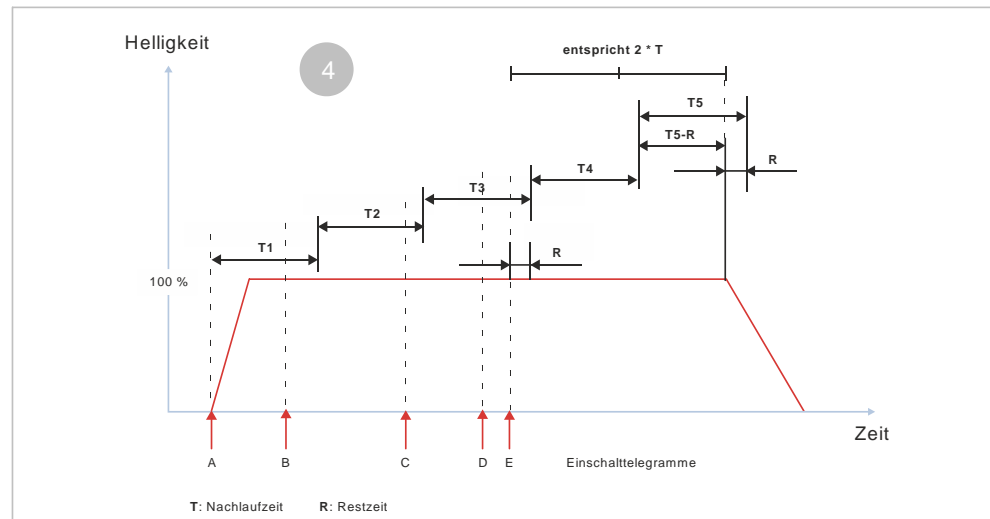 Helligkeit
4
entspricht 2 * T
T5
T5-R
R
T4
T3
T2
T1
R
100 %
Zeit
A B C D E Einschalttelegramme
T: Nachlaufzeit R: Restzeit